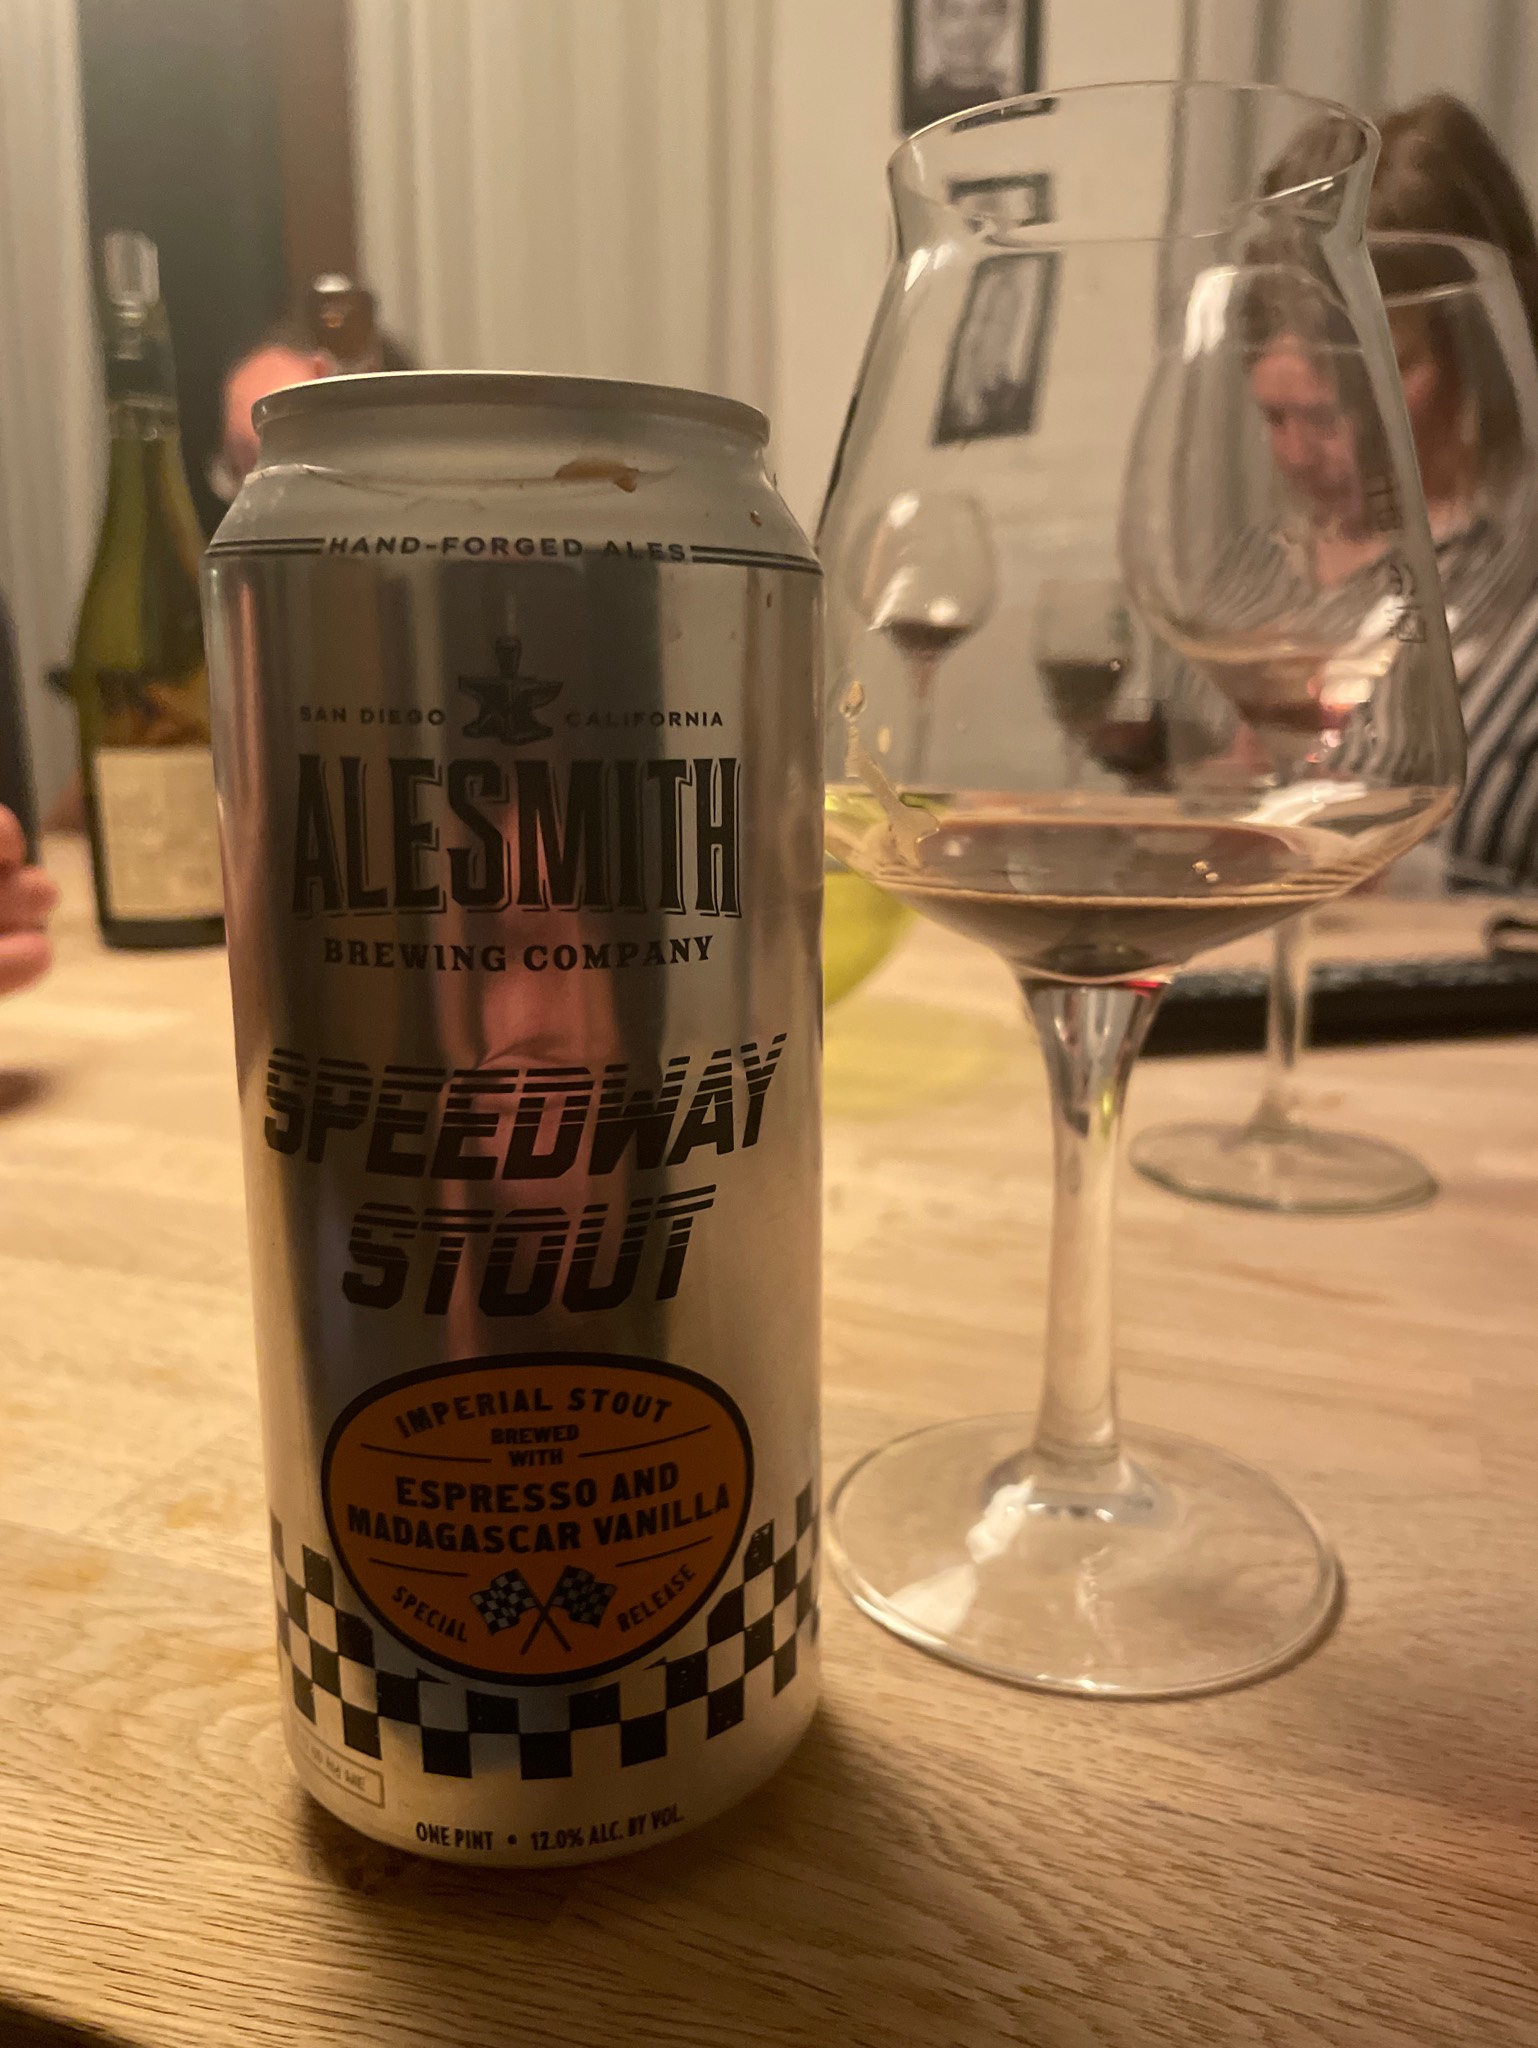 HAND-FORGED ALES
SAN DIEGO CALIFORNIA
ALESMITH
BREWING COMPANY
SPEEDWAY
STOUT
IMPERIAL STOUT
BREWED
WITH
ESPRESSO AND
MADAGASCAR VANILLA
SPECIAL RELEASE
ONE PINT • 12.0% ALC. BY VOL.